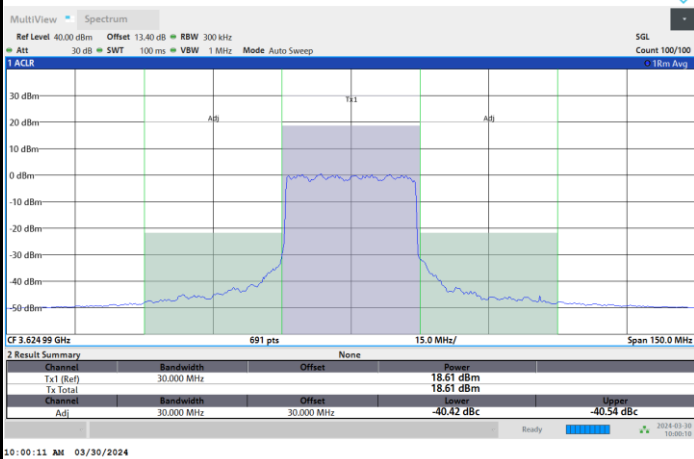 MultiView Spectrum
Ref Level 40.00 dBm Offset 13.40 dB RBW 300 kHz SGL
Att 30 dB SWT 100 ms VBW 1 MHz Mode Auto Sweep Count 100/100
1 ACLR 1Rm Avg
30 dBm
Tx1
20 dBm
Adj Adj
10 dBm
0 dBm
-10 dBm
-20 dBm
-30 dBm
-40 dBm
-50 dBm
CF 3.624 99 GHz 691 pts 15.0 MHz/ Span 150.0 MHz
2 Result Summary None
Channel Bandwidth Offset Power
Tx1 (Ref) 30.000 MHz 18.61 dBm
Tx Total 18.61 dBm
Channel Bandwidth Offset Lower Upper
Adj 30.000 MHz 30.000 MHz -40.42 dBc -40.54 dBc
Ready 2024-03-30
10:00:10
10:00:11 AM 03/30/2024